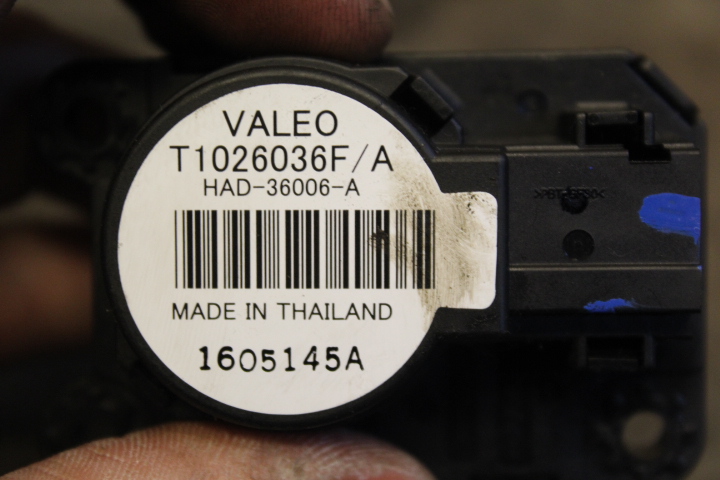 VALEO
T1026036F/A
HAD-36006-A
MADE IN THAILAND
1605145A